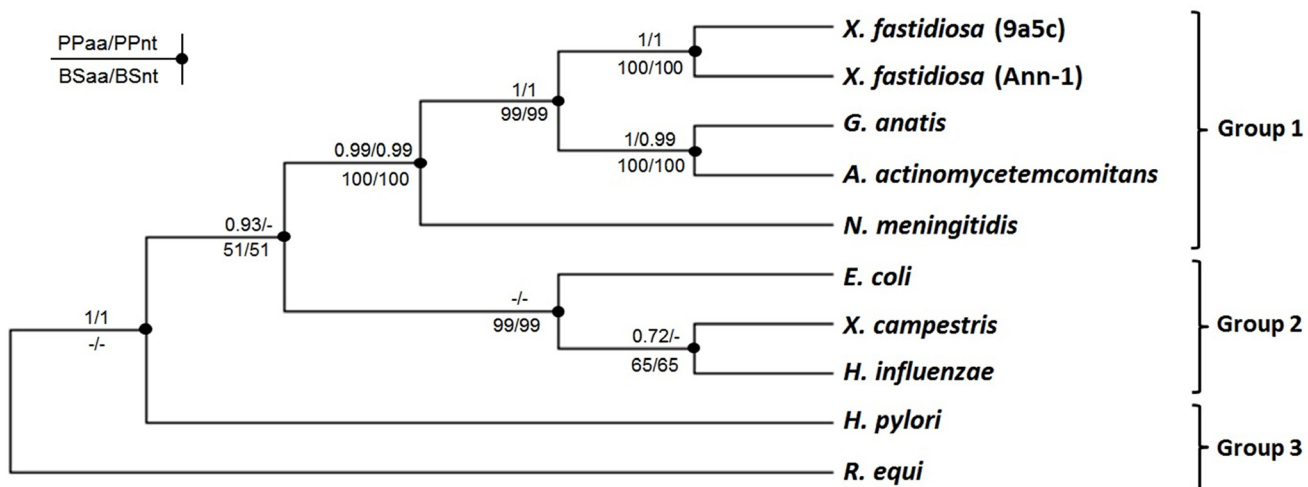 PPaa/PPnt
BSaa/BSnt
X. fastidiosa (9a5c)
1/1
100/100
X. fastidiosa (Ann-1)
1/1
99/99
G. anatis
1/0.99
100/100
A. actinomycetemcomitans
Group 1
0.99/0.99
100/100
N. meningitidis
0.93/-
51/51
E. coli
-/-
99/99
X. campestris
0.72/-
65/65
H. influenzae
Group 2
1/1
-/-
H. pylori
R. equi
Group 3